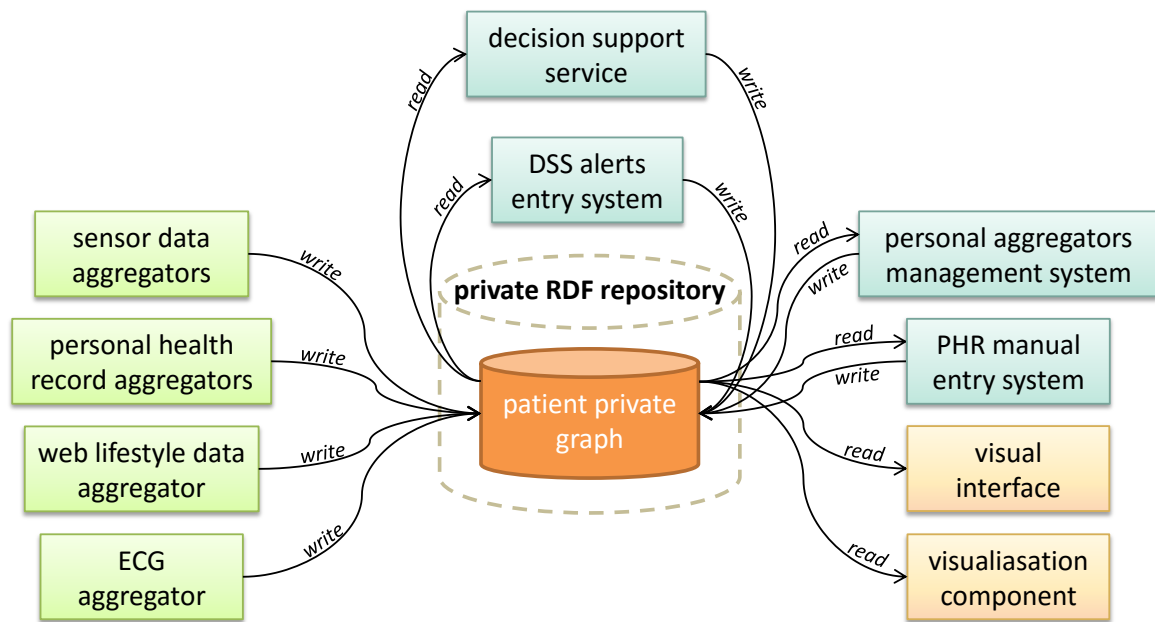 decision support
service
read
write
DSS alerts
entry system
read
write
sensor data
aggregators
write
personal health
record aggregators
write
web lifestyle data
aggregator
write
ECG
aggregator
write
private RDF repository
patient private
graph
read
write
personal aggregators
management system
read
write
PHR manual
entry system
read
visual
interface
read
visualiasation
component